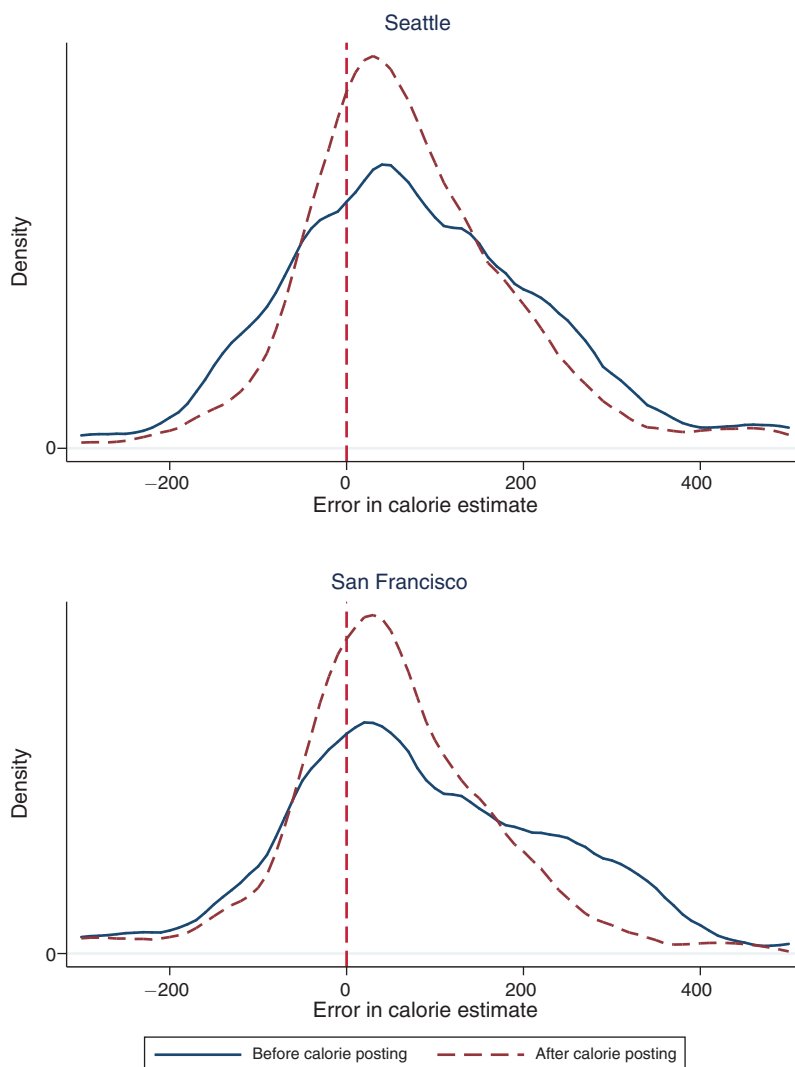 Seattle
Density
0
−200 0 200 400
Error in calorie estimate
San Francisco
Density
0
−200 0 200 400
Error in calorie estimate
Before calorie posting After calorie posting